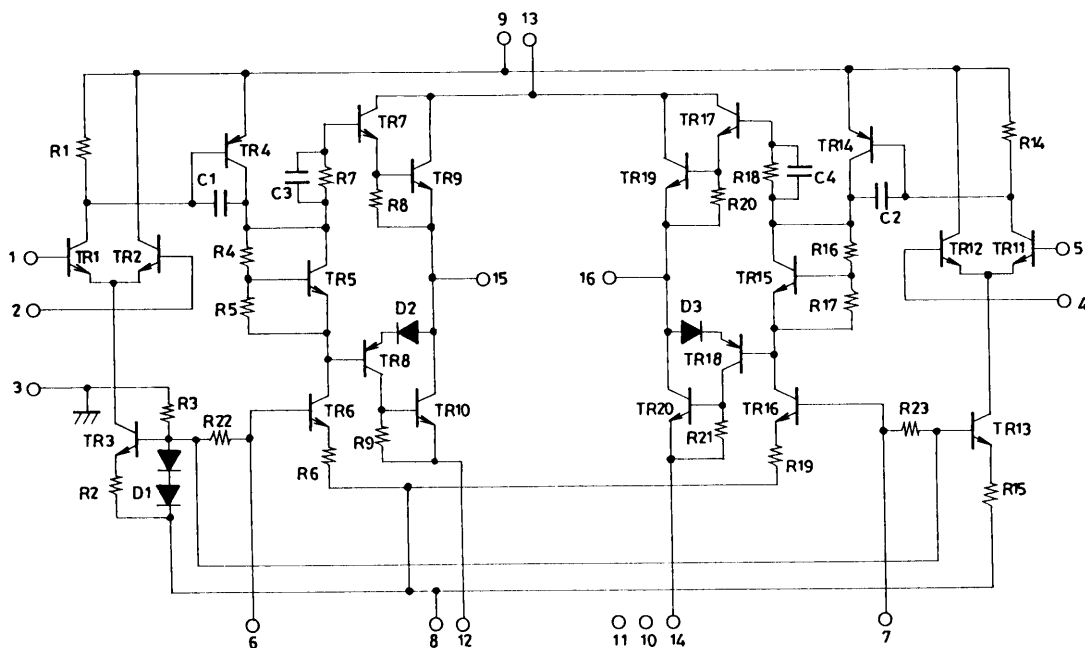 9 13
R1
TR4
C1
TR7
R7
C3
TR9
R8
TR17
R18
C4
TR19
R20
TR14
C2
R14
1
TR1
TR2
R4
TR5
R5
2
15
16
TR15
R16
R17
TR12
TR11
5
4
D2
TR8
D3
TR18
3
R3
TR3
R22
R2
D1
TR6
R6
R9
TR10
TR20
R21
TR16
R19
R23
TR13
R15
6
8
12
11
10
14
7